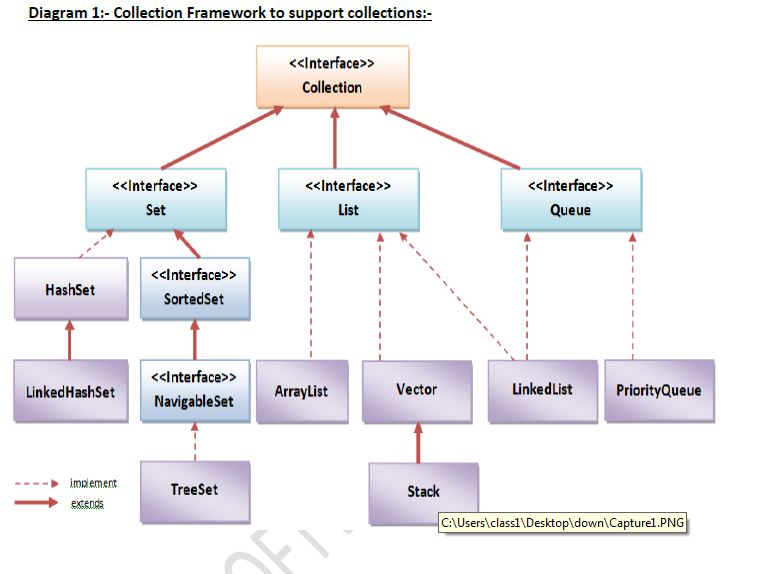 Diagram 1:- Collection Framework to support collections:-
<<Interface>>
Collection
<<Interface>>
Set
<<Interface>>
List
<<Interface>>
Queue
HashSet
<<Interface>>
SortedSet
LinkedHashSet
<<Interface>>
NavigableSet
ArrayList
Vector
LinkedList
PriorityQueue
implement
extends
TreeSet
Stack
C:\Users\class1\Desktop\down\Capture1.PNG